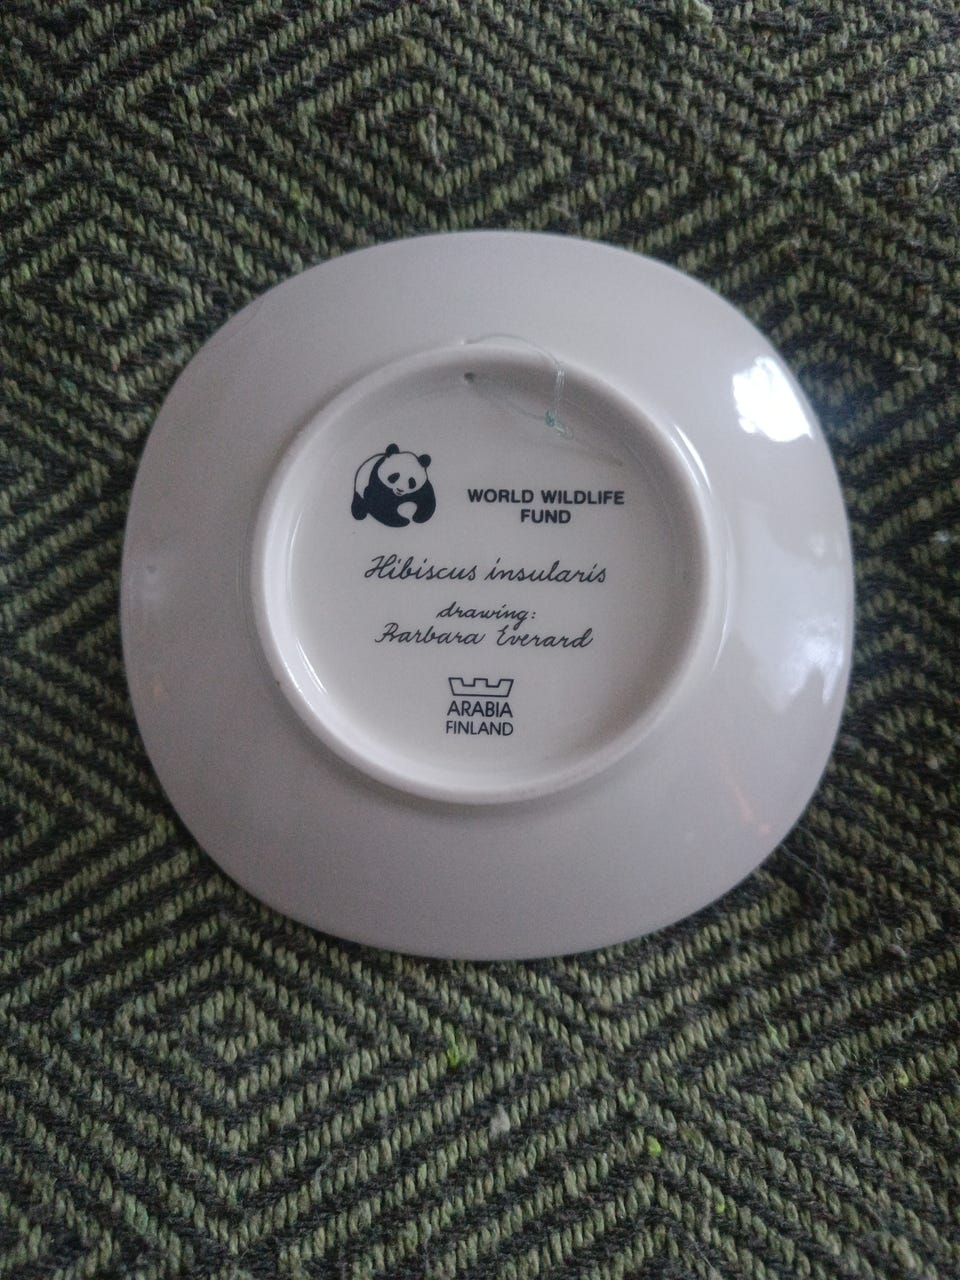 WORLD WILDLIFE
FUND
Hibiscus insularis
drawing:
Barbara Everard
ARABIA
FINLAND